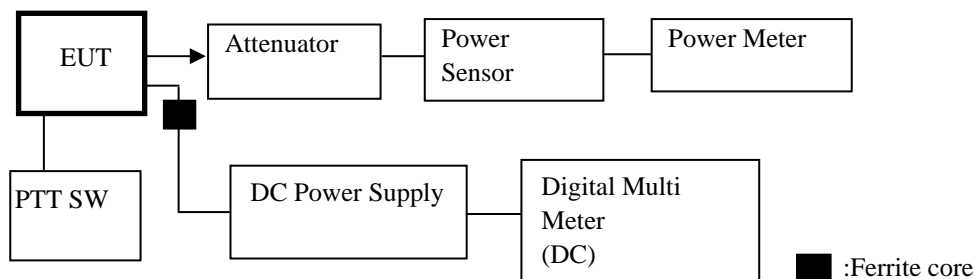 EUT
Attenuator
Power
Sensor
Power Meter
PTT SW
DC Power Supply
Digital Multi
Meter
(DC)
:Ferrite core